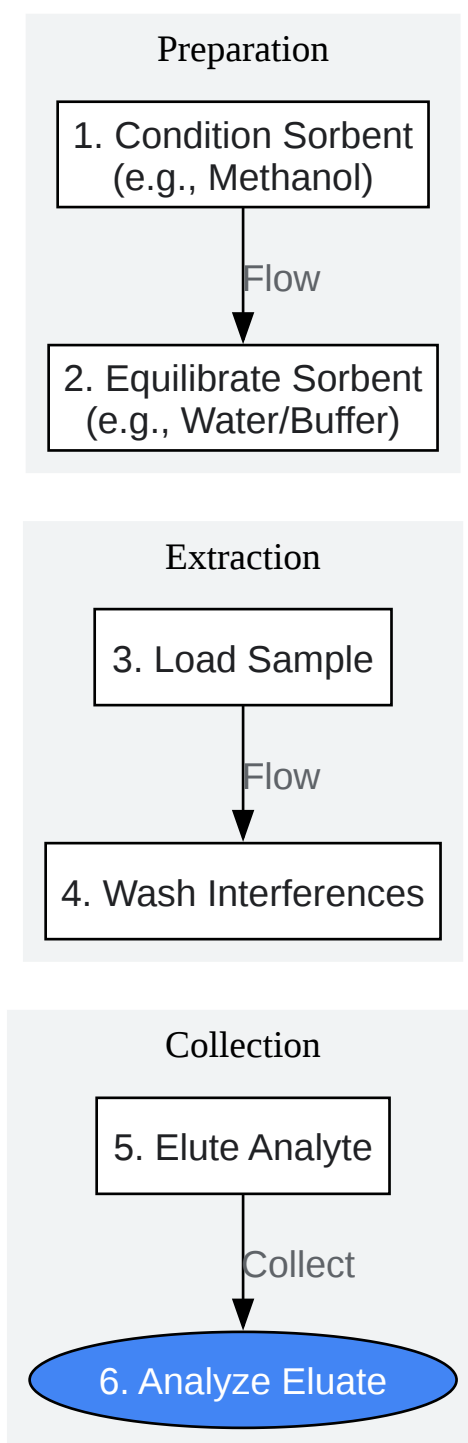 Preparation
1. Condition Sorbent
(e.g., Methanol)
Flow
2. Equilibrate Sorbent
(e.g., Water/Buffer)
Extraction
3. Load Sample
Flow
4. Wash Interferences
Collection
5. Elute Analyte
Collect
6. Analyze Eluate